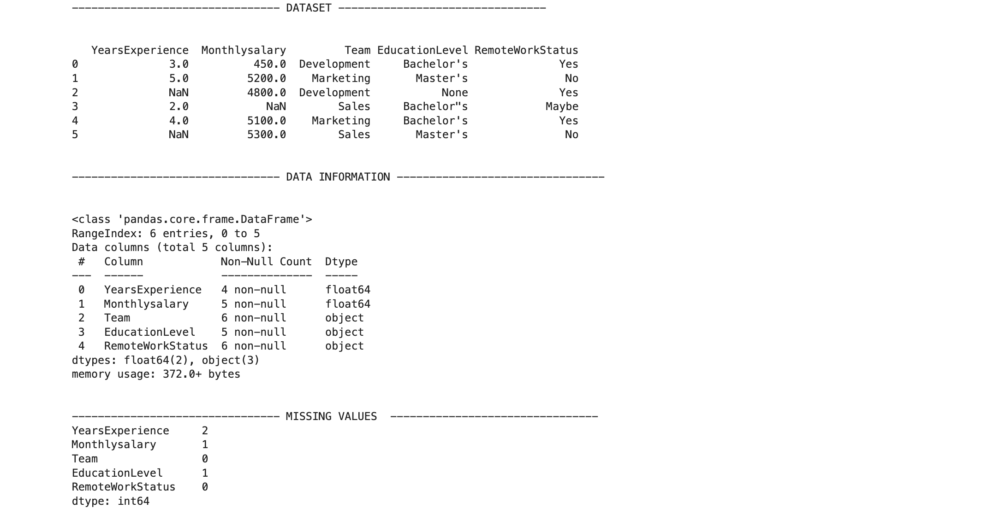 -------------------------------- DATASET --------------------------------
   YearsExperience  Monthlysalary         Team EducationLevel RemoteWorkStatus
0              3.0          450.0  Development     Bachelor's              Yes
1              5.0         5200.0    Marketing       Master's               No
2              NaN         4800.0  Development           None              Yes
3              2.0            NaN        Sales     Bachelor"s            Maybe
4              4.0         5100.0    Marketing     Bachelor's              Yes
5              NaN         5300.0        Sales       Master's               No
-------------------------------- DATA INFORMATION --------------------------------
<class 'pandas.core.frame.DataFrame'>
RangeIndex: 6 entries, 0 to 5
Data columns (total 5 columns):
 #   Column            Non-Null Count  Dtype
---  ------            --------------  -----
 0   YearsExperience   4 non-null      float64
 1   Monthlysalary     5 non-null      float64
 2   Team              6 non-null      object
 3   EducationLevel    5 non-null      object
 4   RemoteWorkStatus  6 non-null      object
dtypes: float64(2), object(3)
memory usage: 372.0+ bytes
-------------------------------- MISSING VALUES  --------------------------------
YearsExperience     2
Monthlysalary       1
Team                0
EducationLevel      1
RemoteWorkStatus    0
dtype: int64